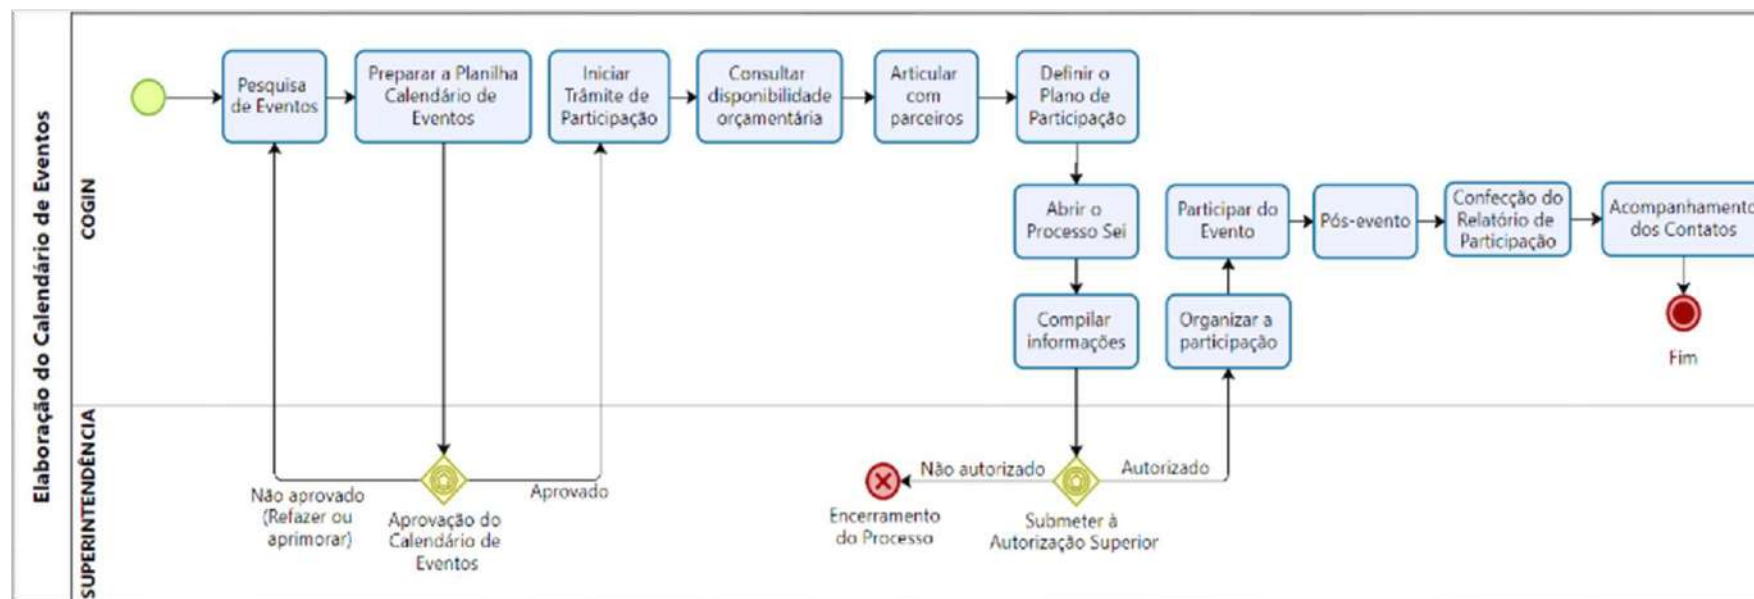 Elaboração do Calendário de Eventos
COGIN
Pesquisa
de Eventos
Preparar a Planilha
Calendário de
Eventos
Iniciar
Trâmite de
Participação
Consultar
disponibilidade
orçamentária
Articular
com
parceiros
Definir o
Plano de
Participação
Abrir o
Processo Sei
Compilar
informações
Participar do
Evento
Organizar a
participação
Pós-evento
Confecção do
Relatório de
Participação
Acompanhamento
dos Contatos
Fim
SUPERINTENDÊNCIA
Não aprovado
(Refazer ou
aprimorar)
Aprovação do
Calendário de
Eventos
Aprovado
Não autorizado
Encerramento
do Processo
Submeter à
Autorização Superior
Autorizado